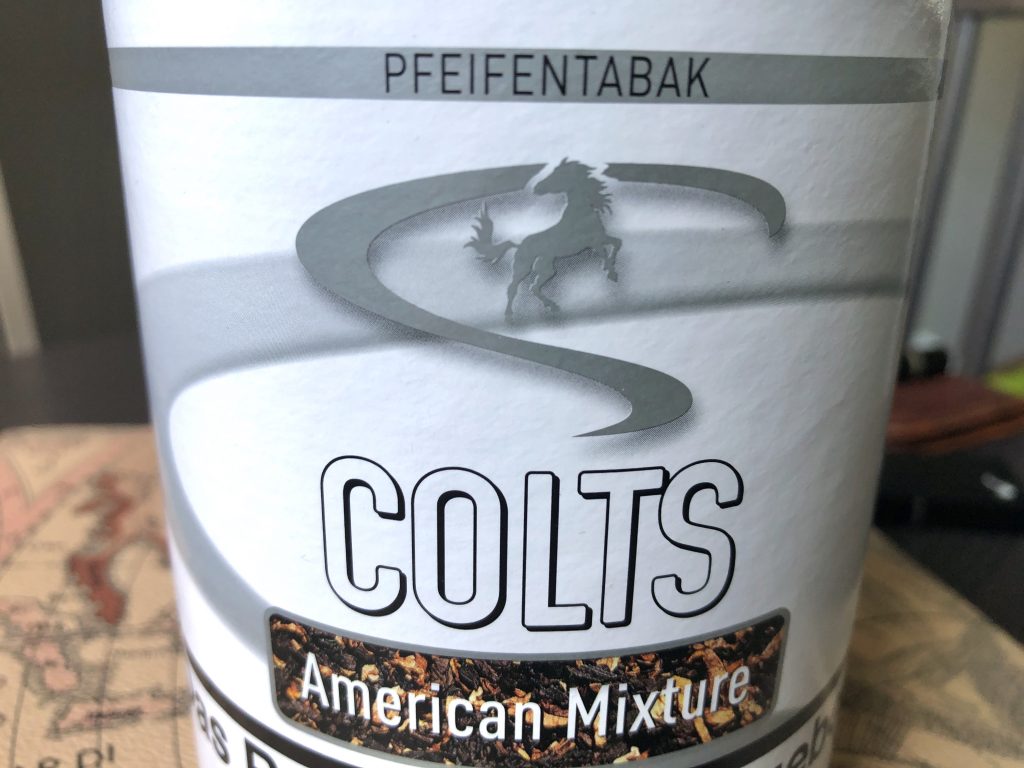 PFEIFENTABAK
COLTS
American Mixture